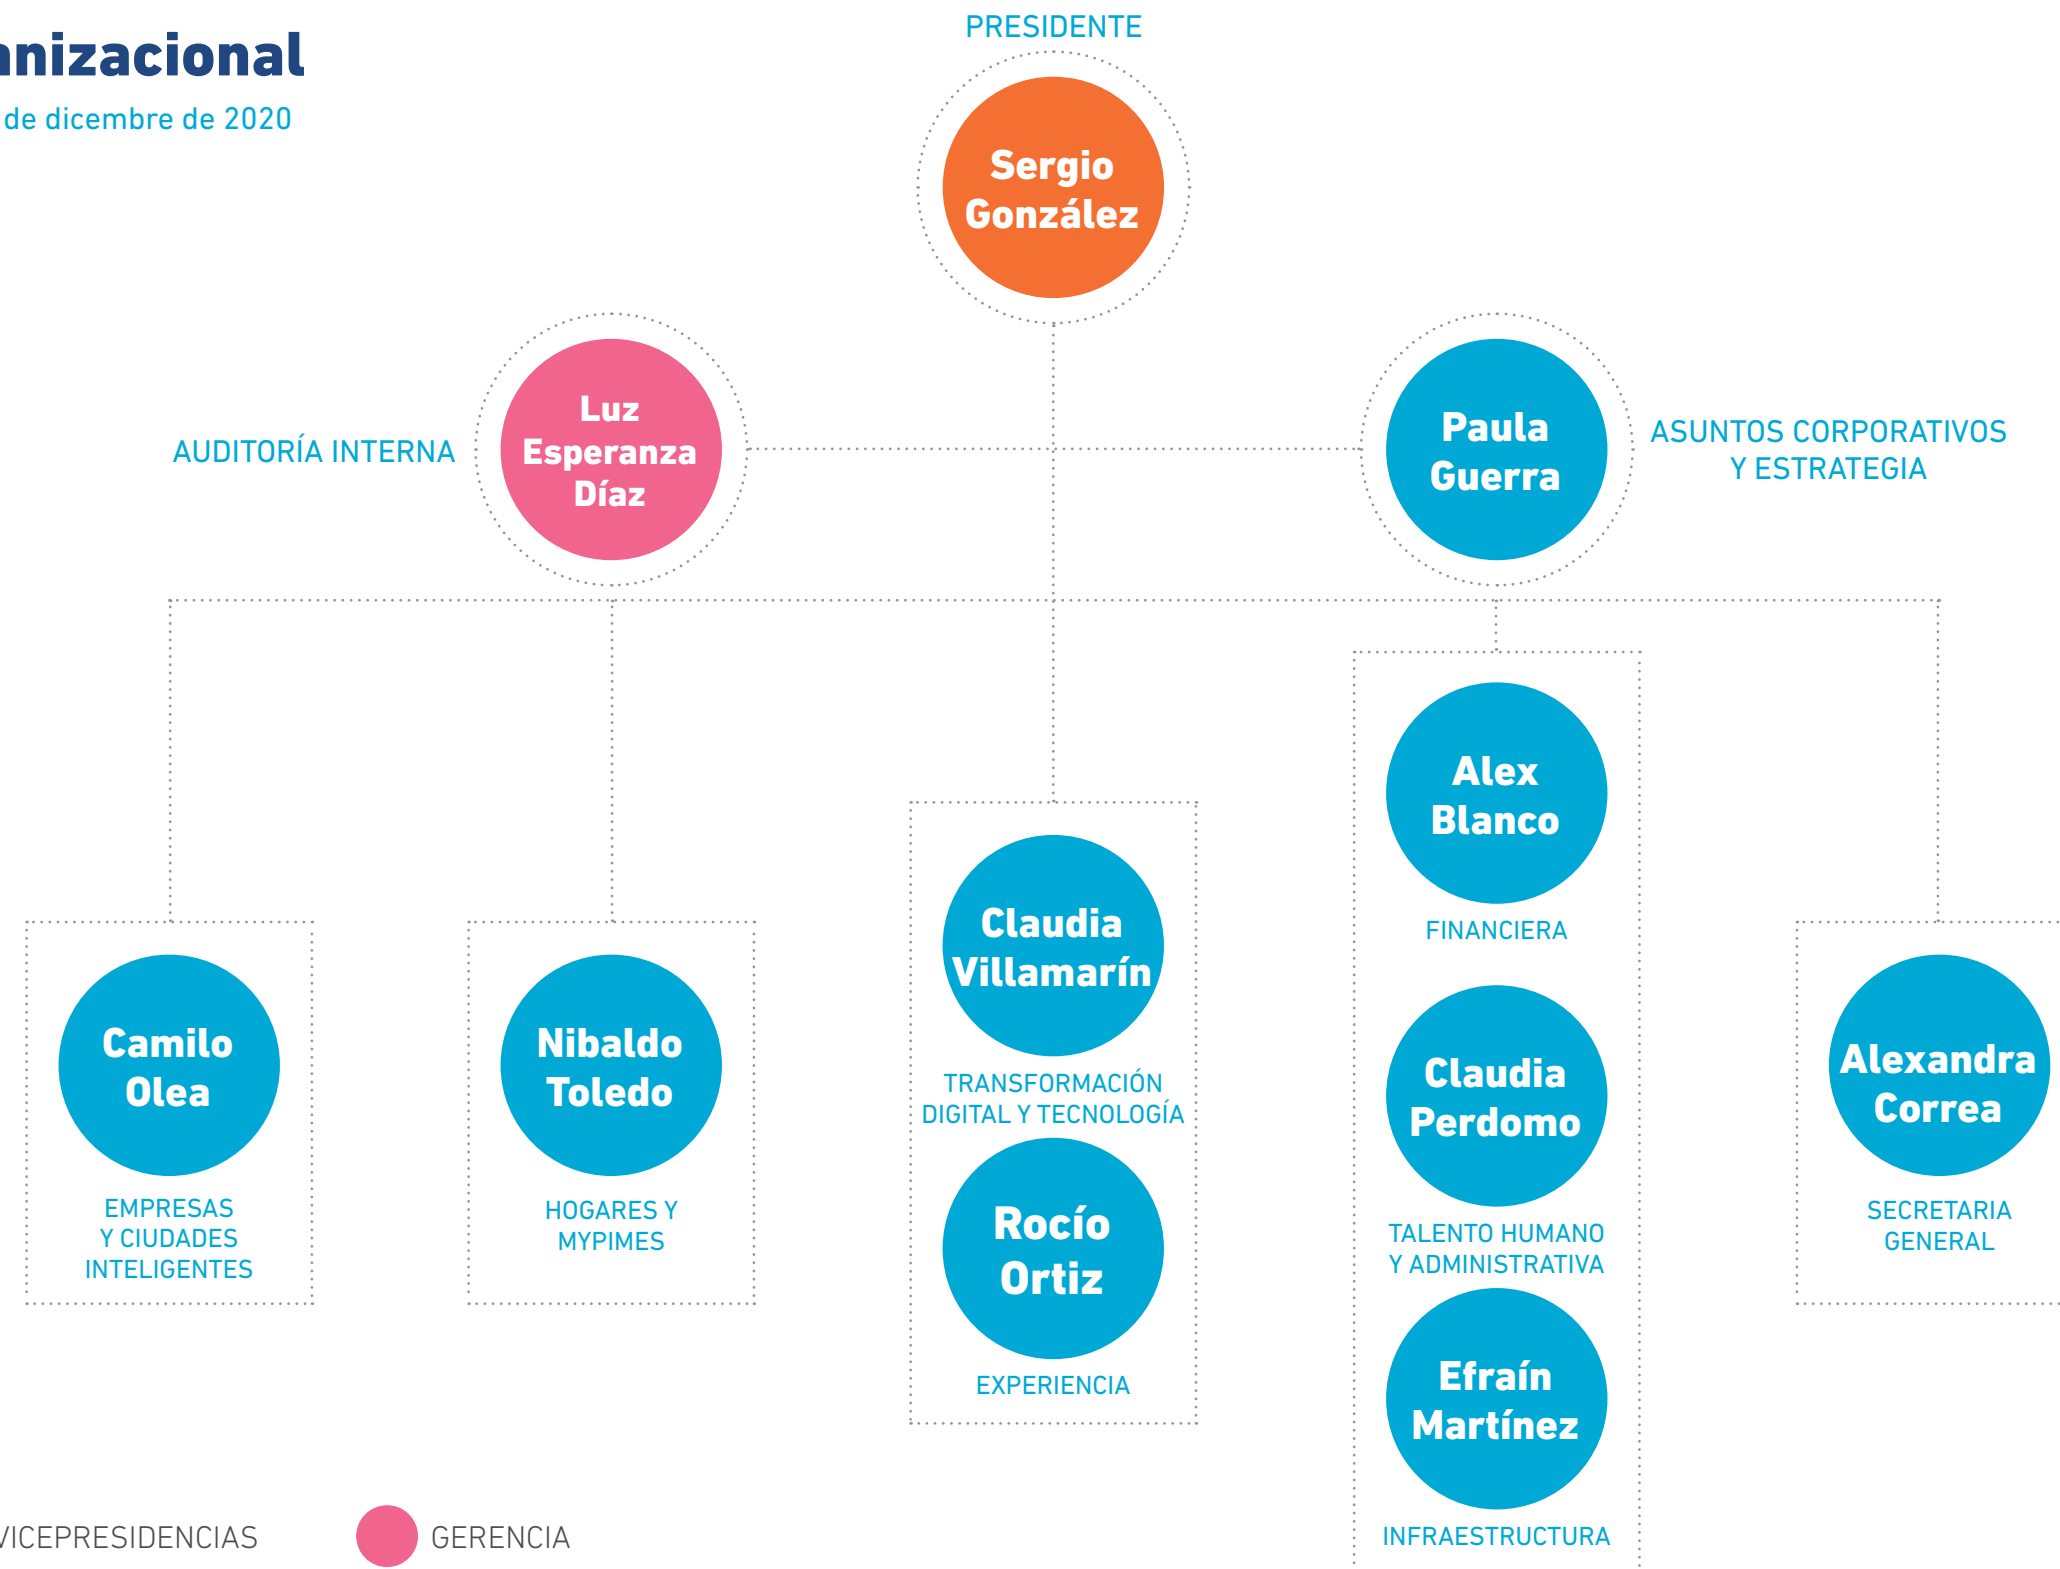 PRESIDENTE
anizacional
de dicembre de 2020
Sergio
González
Luz
Esperanza
Díaz
AUDITORÍA INTERNA
Paula
Guerra
ASUNTOS CORPORATIVOS
Y ESTRATEGIA
Camilo
Olea
EMPRESAS
Y CIUDADES
INTELIGENTES
Nibaldo
Toledo
HOGARES Y
MYPIMES
Claudia
Villamarín
TRANSFORMACIÓN
DIGITAL Y TECNOLOGÍA
Rocío
Ortiz
EXPERIENCIA
Alex
Blanco
FINANCIERA
Claudia
Perdomo
TALENTO HUMANO
Y ADMINISTRATIVA
Efraín
Martínez
INFRAESTRUCTURA
Alexandra
Correa
SECRETARIA
GENERAL
VICEPRESIDENCIAS
GERENCIA